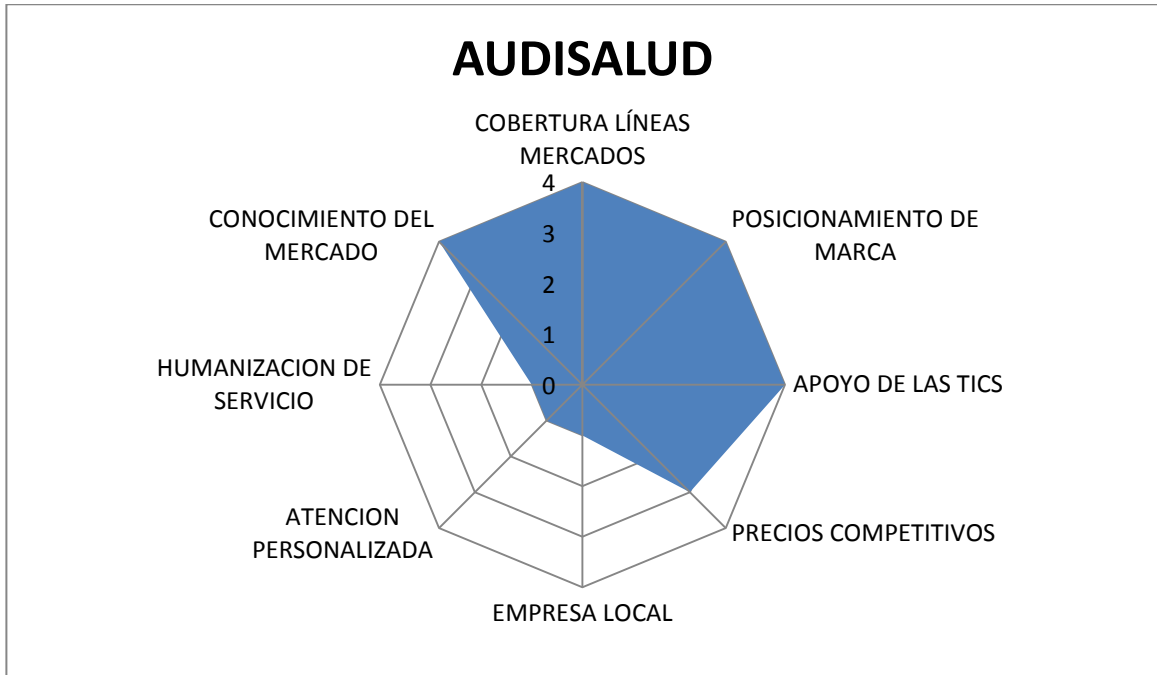 AUDISALUD
COBERTURA LÍNEAS
MERCADOS
POSICIONAMIENTO DE
MARCA
APOYO DE LAS TICS
PRECIOS COMPETITIVOS
EMPRESA LOCAL
ATENCION
PERSONALIZADA
HUMANIZACION DE
SERVICIO
CONOCIMIENTO DEL
MERCADO
4
3
2
1
0